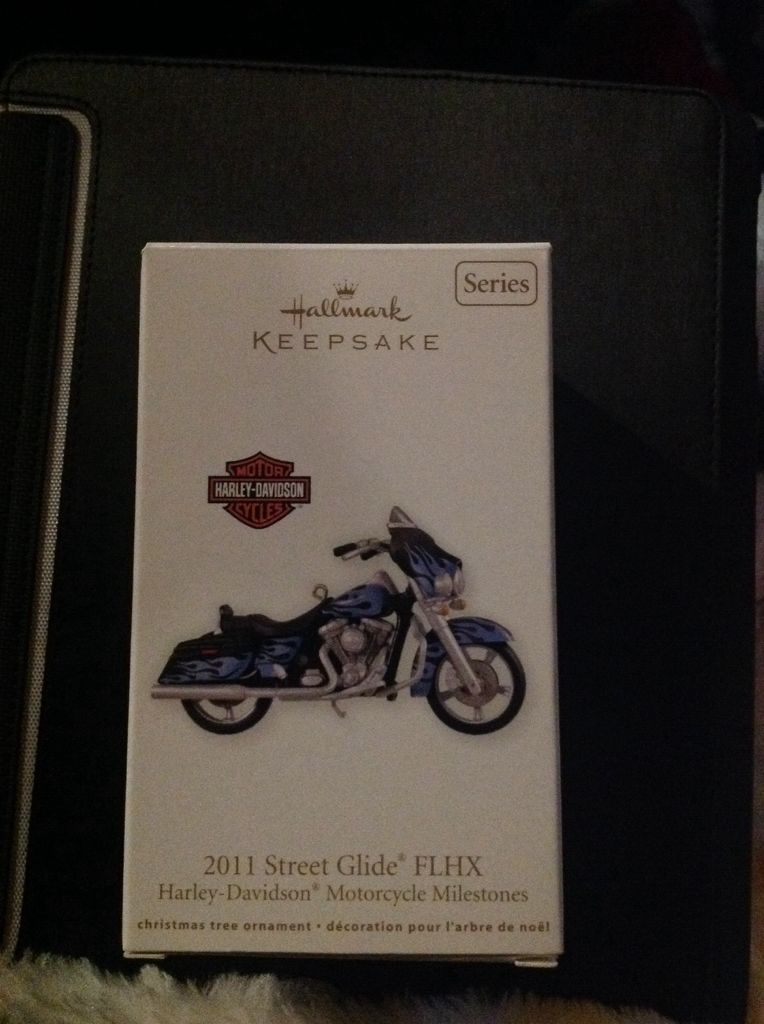 Series
Hallmark
KEEPSAKE
MOTOR
HARLEY-DAVIDSON
CYCLES
2011 Street Glide® FLHX
Harley-Davidson® Motorcycle Milestones
christmas tree ornament • décoration pour l'arbre de noël